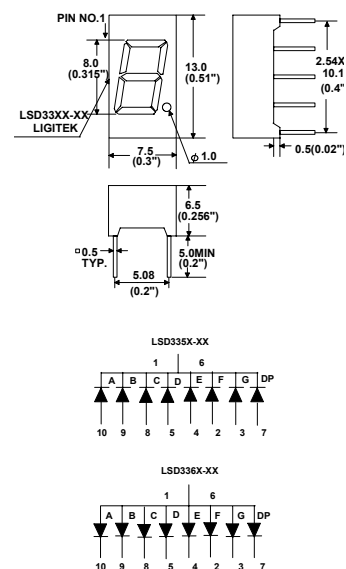 PIN NO.1
8.0
(0.315")
13.0
(0.51")
LSD33XX-XX
LIGITEK
7.5
(0.3")
ϕ1.0
2.54X
10.1
(0.4"
0.5(0.02")
6.5
(0.256")
□0.5
TYP.
5.0MIN
(0.2")
5.08
(0.2")
LSD335X-XX
1 6
A B C D E F G DP
10 9 8 5 4 2 3 7
LSD336X-XX
1 6
A B C D E F G DP
10 9 8 5 4 2 3 7